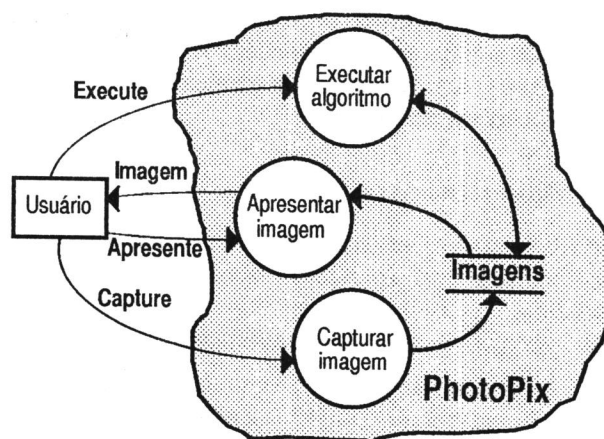 Executar
algoritmo
Execute
Imagem
Usuário
Apresentar
imagem
Apresente
Imagens
Capture
Capturar
imagem
PhotoPix